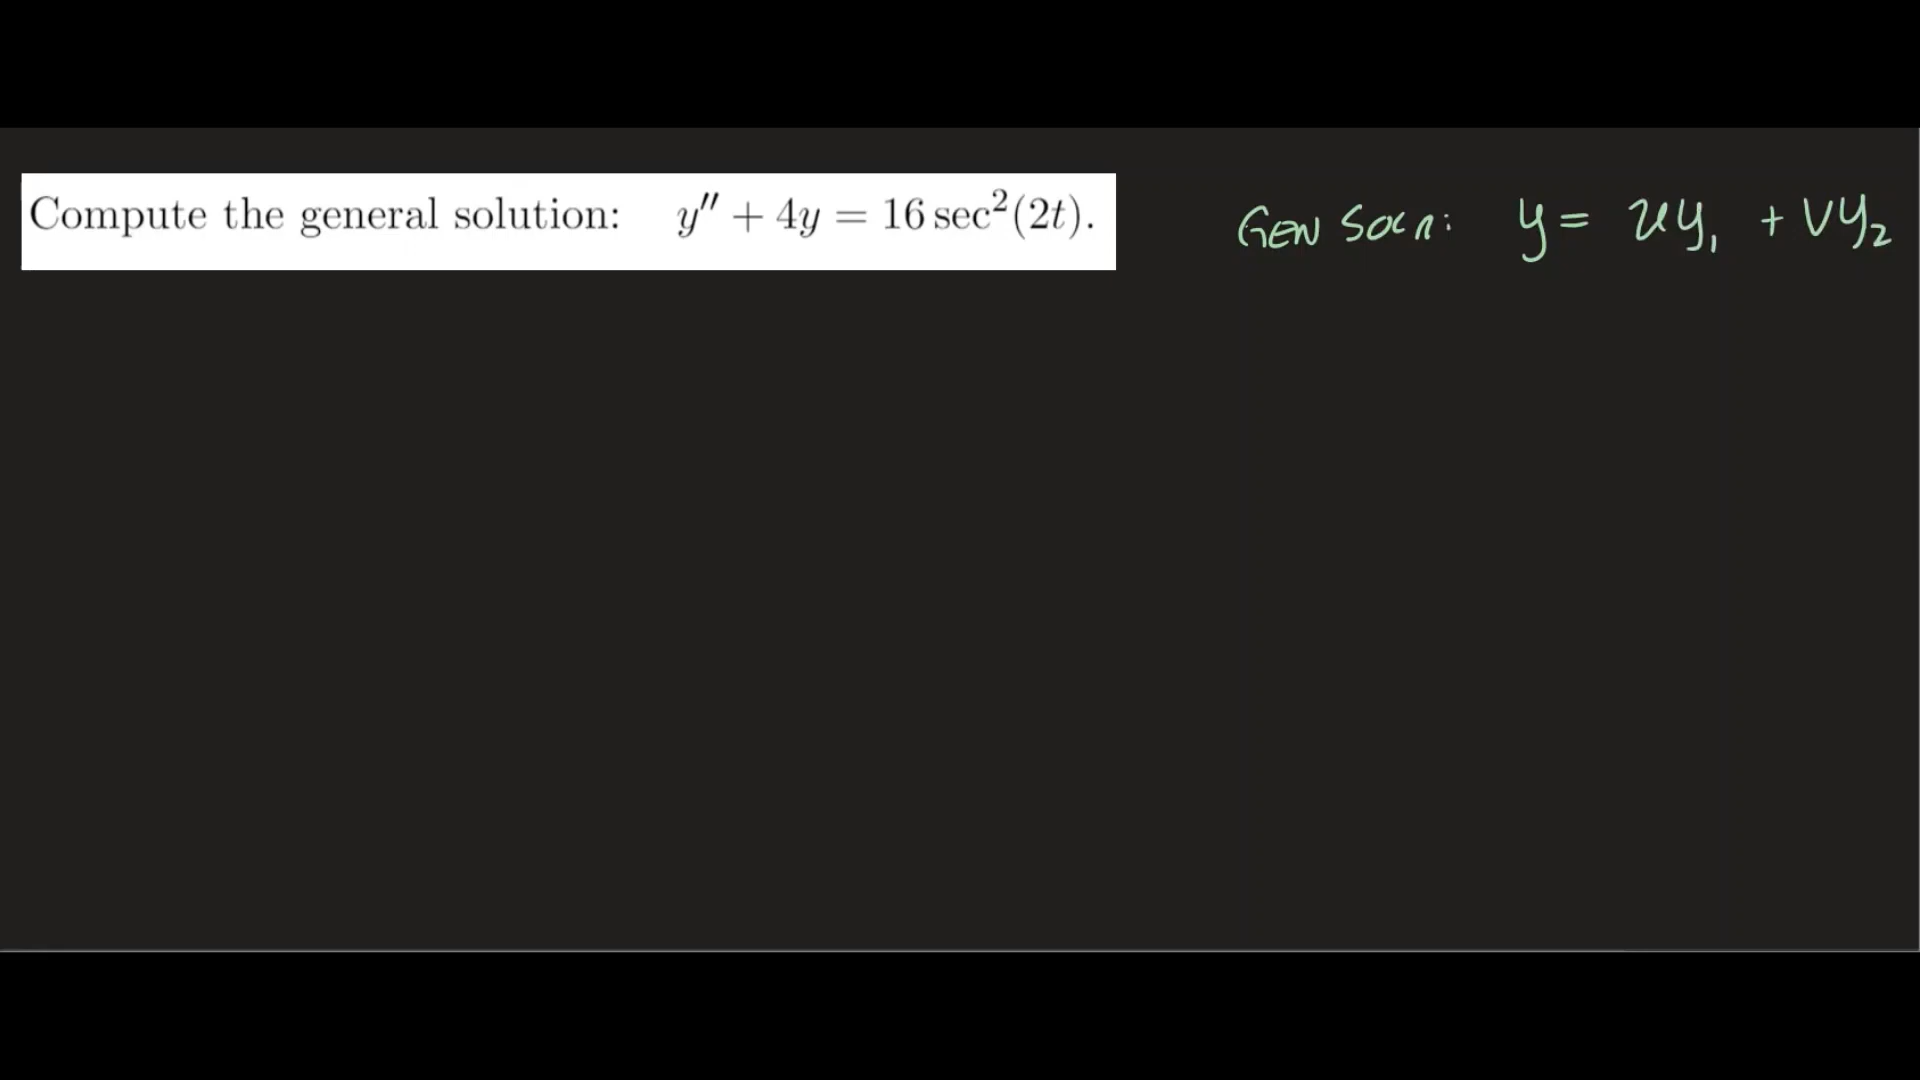 Compute the general solution: y″ + 4y = 16 sec²(2t).
GEN SOLN: y = uy₁ + vy₂